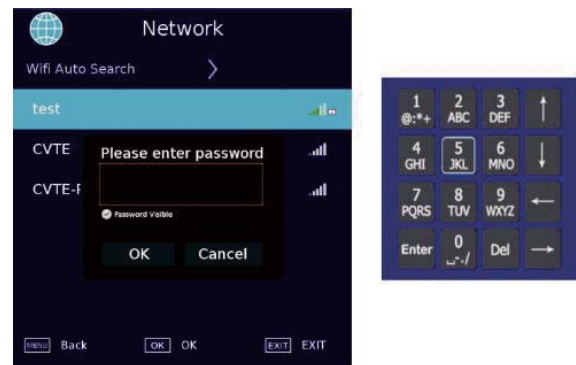 Network
Wifi Auto Search
test
CVTE
CVTE-F
Please enter password
Password Visible
OK Cancel
MENU Back OK OK EXIT EXIT
1 2 3 ↑
@:*+ ABC DEF
4 5 6 ↓
GHI JKL MNO
7 8 9 ←
PQRS TUV WXYZ
Enter 0 Del →
␣-./